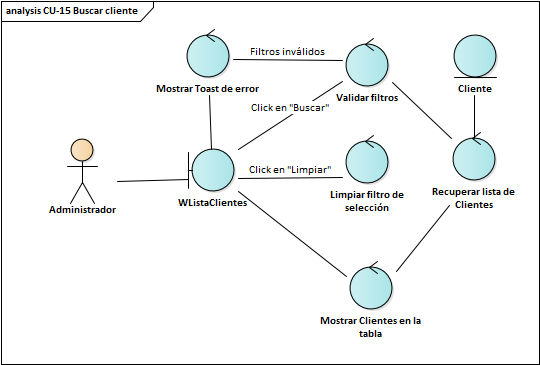 analysis CU-15 Buscar cliente
Filtros inválidos
Mostrar Toast de error
Validar filtros
Cliente
Click en "Buscar"
Click en "Limpiar"
Administrador
WListaClientes
Limpiar filtro de
selección
Recuperar lista de
Clientes
Mostrar Clientes en la
tabla